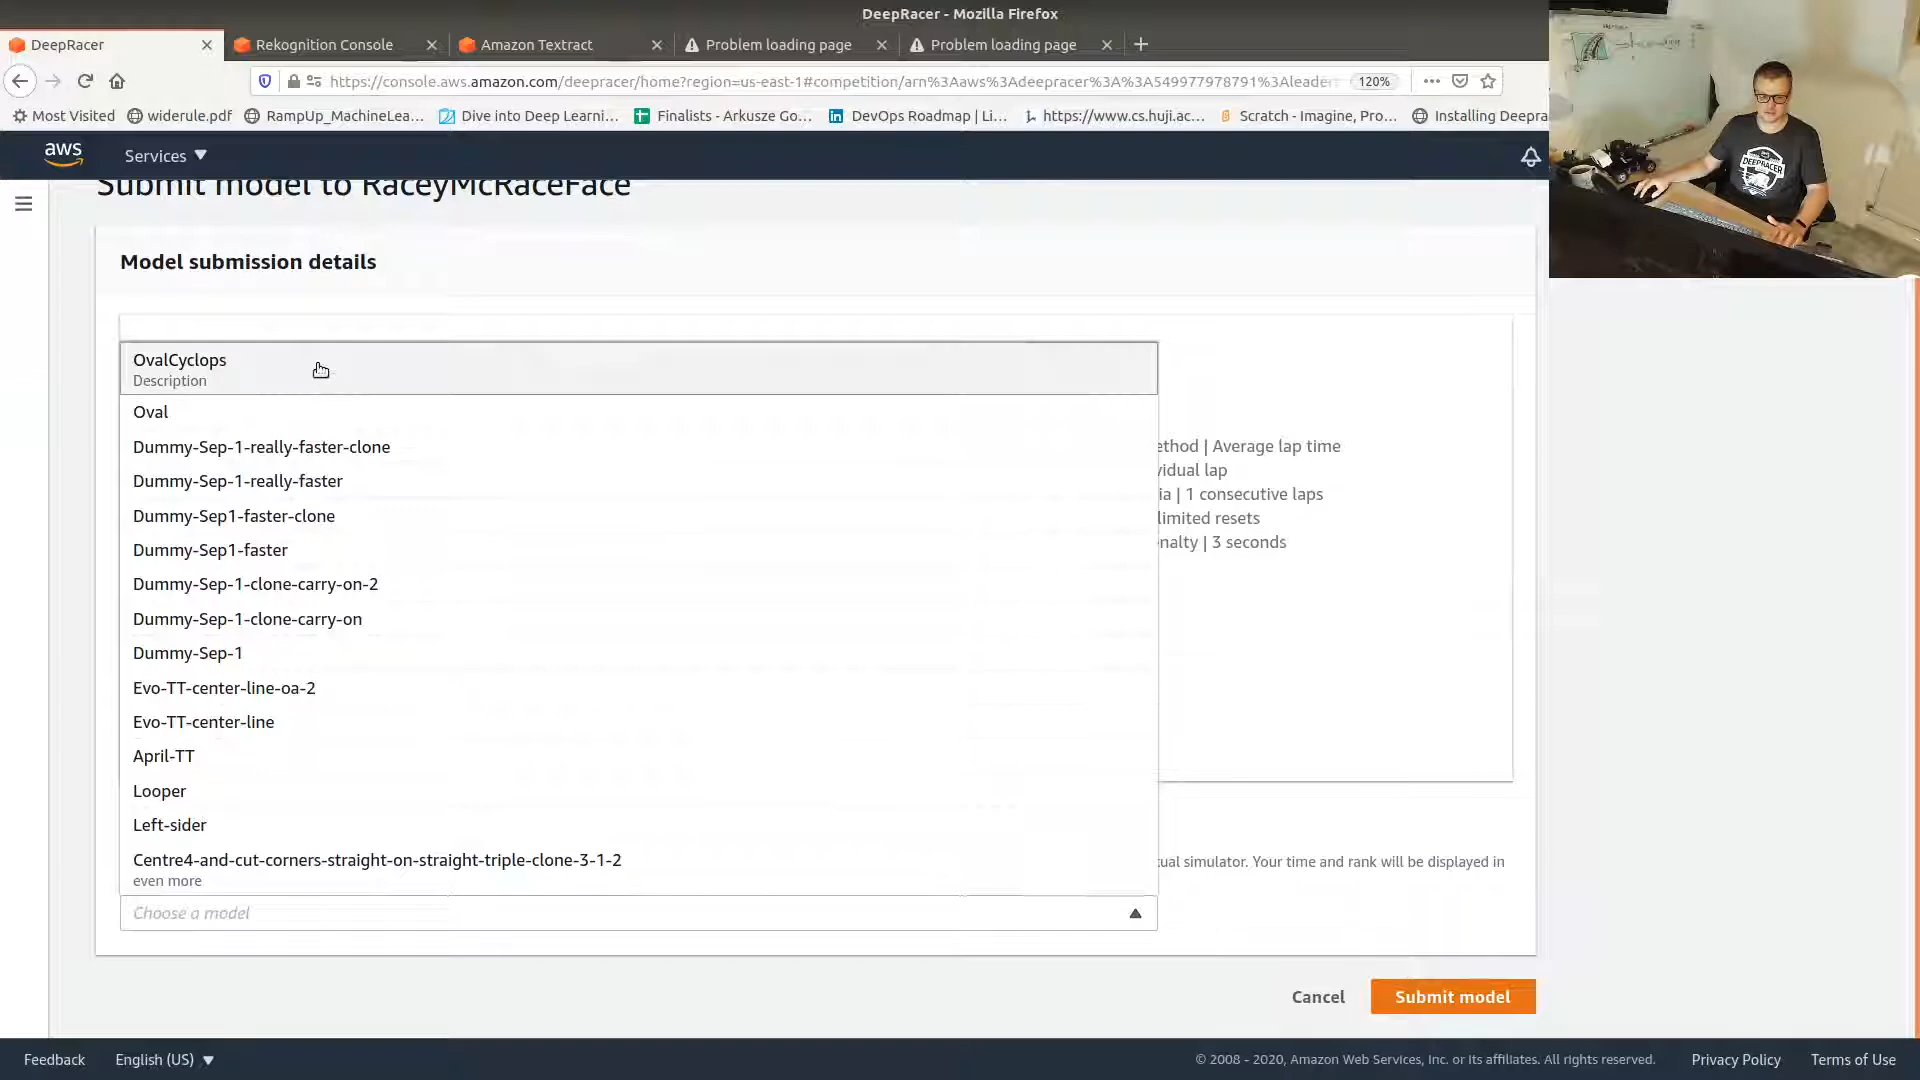 DeepRacer - Mozilla Firefox
DeepRacer
Rekognition Console
Amazon Textract
Problem loading page
Problem loading page
https://console.aws.amazon.com/deepracer/home?region=us-east-1#competition/arn%3Aaws%3Adeepracer%3A%3A549977978791%3Aleader
120%
Most Visited
widerule.pdf
RampUp_MachineLea...
Dive into Deep Learni...
Finalists - Arkusze Go...
DevOps Roadmap | Li...
https://www.cs.huji.ac...
Scratch - Imagine, Pro...
Installing Deepra
aws
Services
DEEPRACER
Submit model to RaceyMcRaceFace
Model submission details
OvalCyclops
Description
Oval
Dummy-Sep-1-really-faster-clone
ethod | Average lap time
vidual lap
Dummy-Sep-1-really-faster
ia | 1 consecutive laps
Dummy-Sep1-faster-clone
limited resets
Dummy-Sep1-faster
nalty | 3 seconds
Dummy-Sep-1-clone-carry-on-2
Dummy-Sep-1-clone-carry-on
Dummy-Sep-1
Evo-TT-center-line-oa-2
Evo-TT-center-line
April-TT
Looper
Left-sider
Centre4-and-cut-corners-straight-on-straight-triple-clone-3-1-2
even more
tual simulator. Your time and rank will be displayed in
Choose a model
Cancel
Submit model
Feedback
English (US)
© 2008 - 2020, Amazon Web Services, Inc. or its affiliates. All rights reserved.
Privacy Policy
Terms of Use